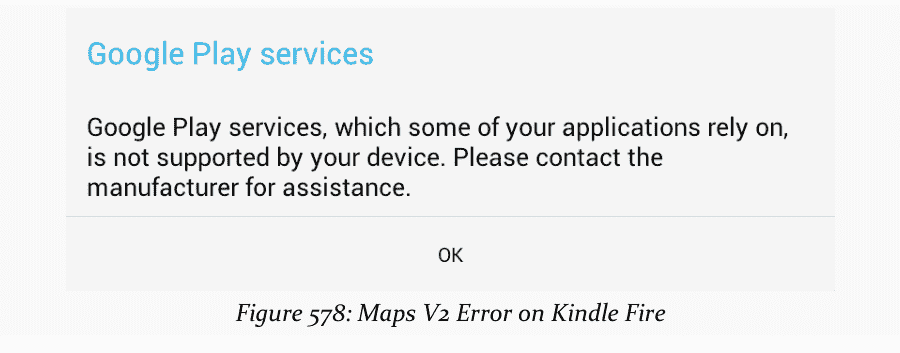 Google Play services
Google Play services, which some of your applications rely on,
is not supported by your device. Please contact the
manufacturer for assistance.
OK
Figure 578: Maps V2 Error on Kindle Fire